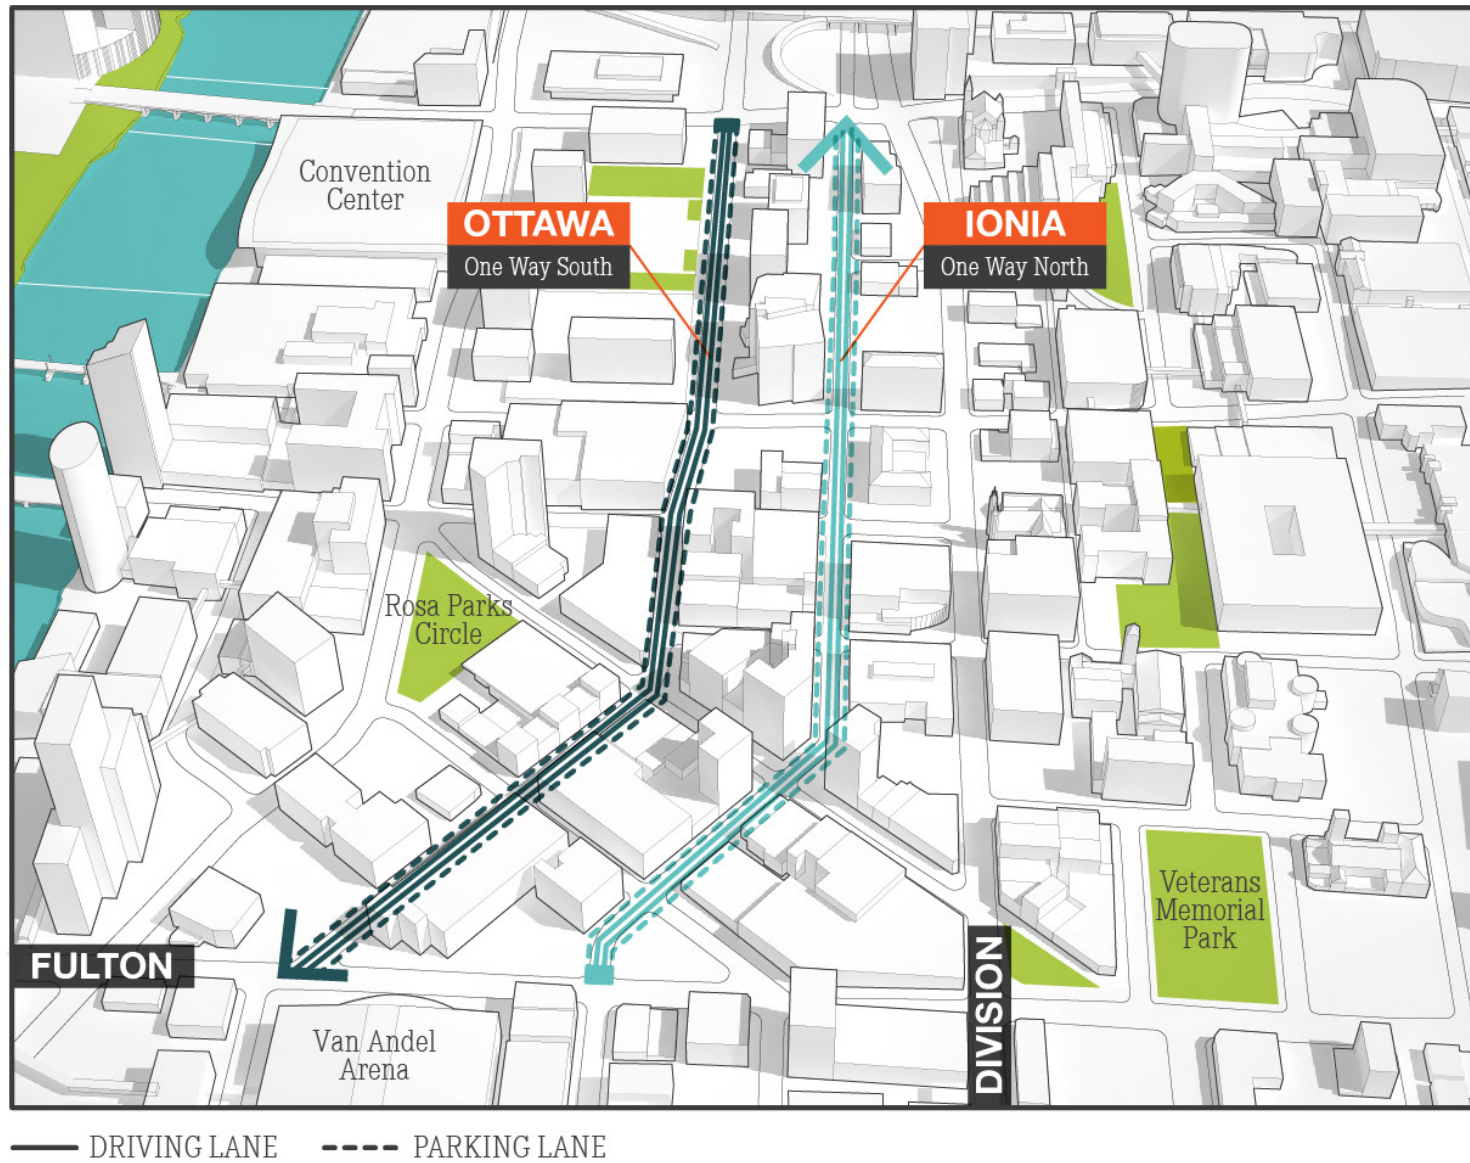 Convention
Center
OTTAWA
One Way South
IONIA
One Way North
Rosa Parks
Circle
Veterans
Memorial
Park
FULTON
DIVISION
Van Andel
Arena
DRIVING LANE
PARKING LANE